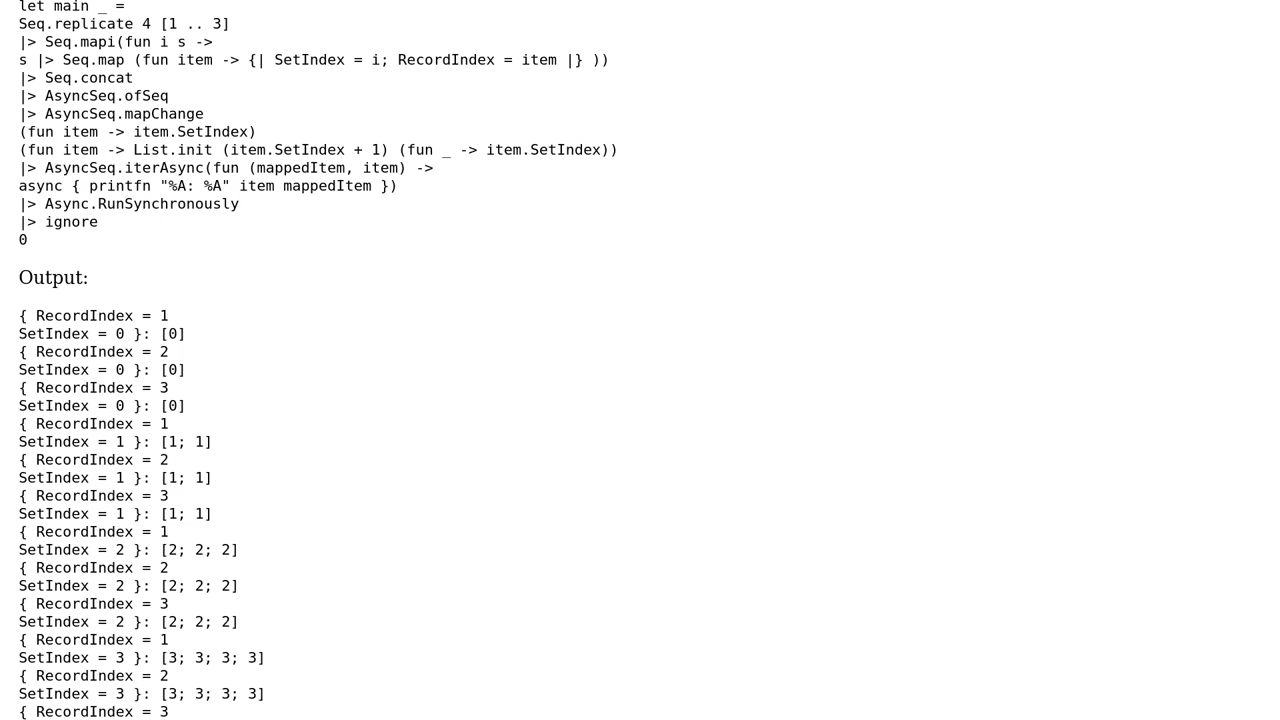 let main _ =
Seq.replicate 4 [1 .. 3]
|> Seq.mapi(fun i s ->
s |> Seq.map (fun item -> {| SetIndex = i; RecordIndex = item |} ))
|> Seq.concat
|> AsyncSeq.ofSeq
|> AsyncSeq.mapChange
(fun item -> item.SetIndex)
(fun item -> List.init (item.SetIndex + 1) (fun _ -> item.SetIndex))
|> AsyncSeq.iterAsync(fun (mappedItem, item) ->
async { printfn "%A: %A" item mappedItem })
|> Async.RunSynchronously
|> ignore
0
Output:
{ RecordIndex = 1
SetIndex = 0 }: [0]
{ RecordIndex = 2
SetIndex = 0 }: [0]
{ RecordIndex = 3
SetIndex = 0 }: [0]
{ RecordIndex = 1
SetIndex = 1 }: [1; 1]
{ RecordIndex = 2
SetIndex = 1 }: [1; 1]
{ RecordIndex = 3
SetIndex = 1 }: [1; 1]
{ RecordIndex = 1
SetIndex = 2 }: [2; 2; 2]
{ RecordIndex = 2
SetIndex = 2 }: [2; 2; 2]
{ RecordIndex = 3
SetIndex = 2 }: [2; 2; 2]
{ RecordIndex = 1
SetIndex = 3 }: [3; 3; 3; 3]
{ RecordIndex = 2
SetIndex = 3 }: [3; 3; 3; 3]
{ RecordIndex = 3